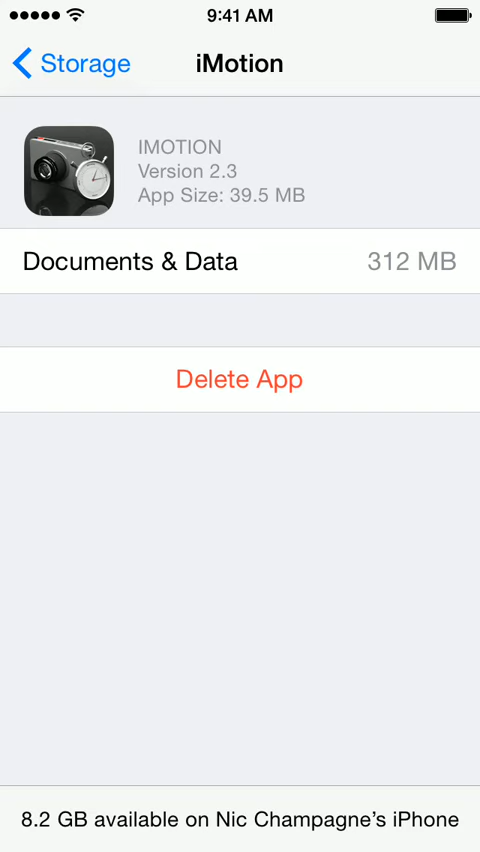 9:41 AM
Storage
iMotion
IMOTION
Version 2.3
App Size: 39.5 MB
Documents & Data 312 MB
Delete App
8.2 GB available on Nic Champagne’s iPhone